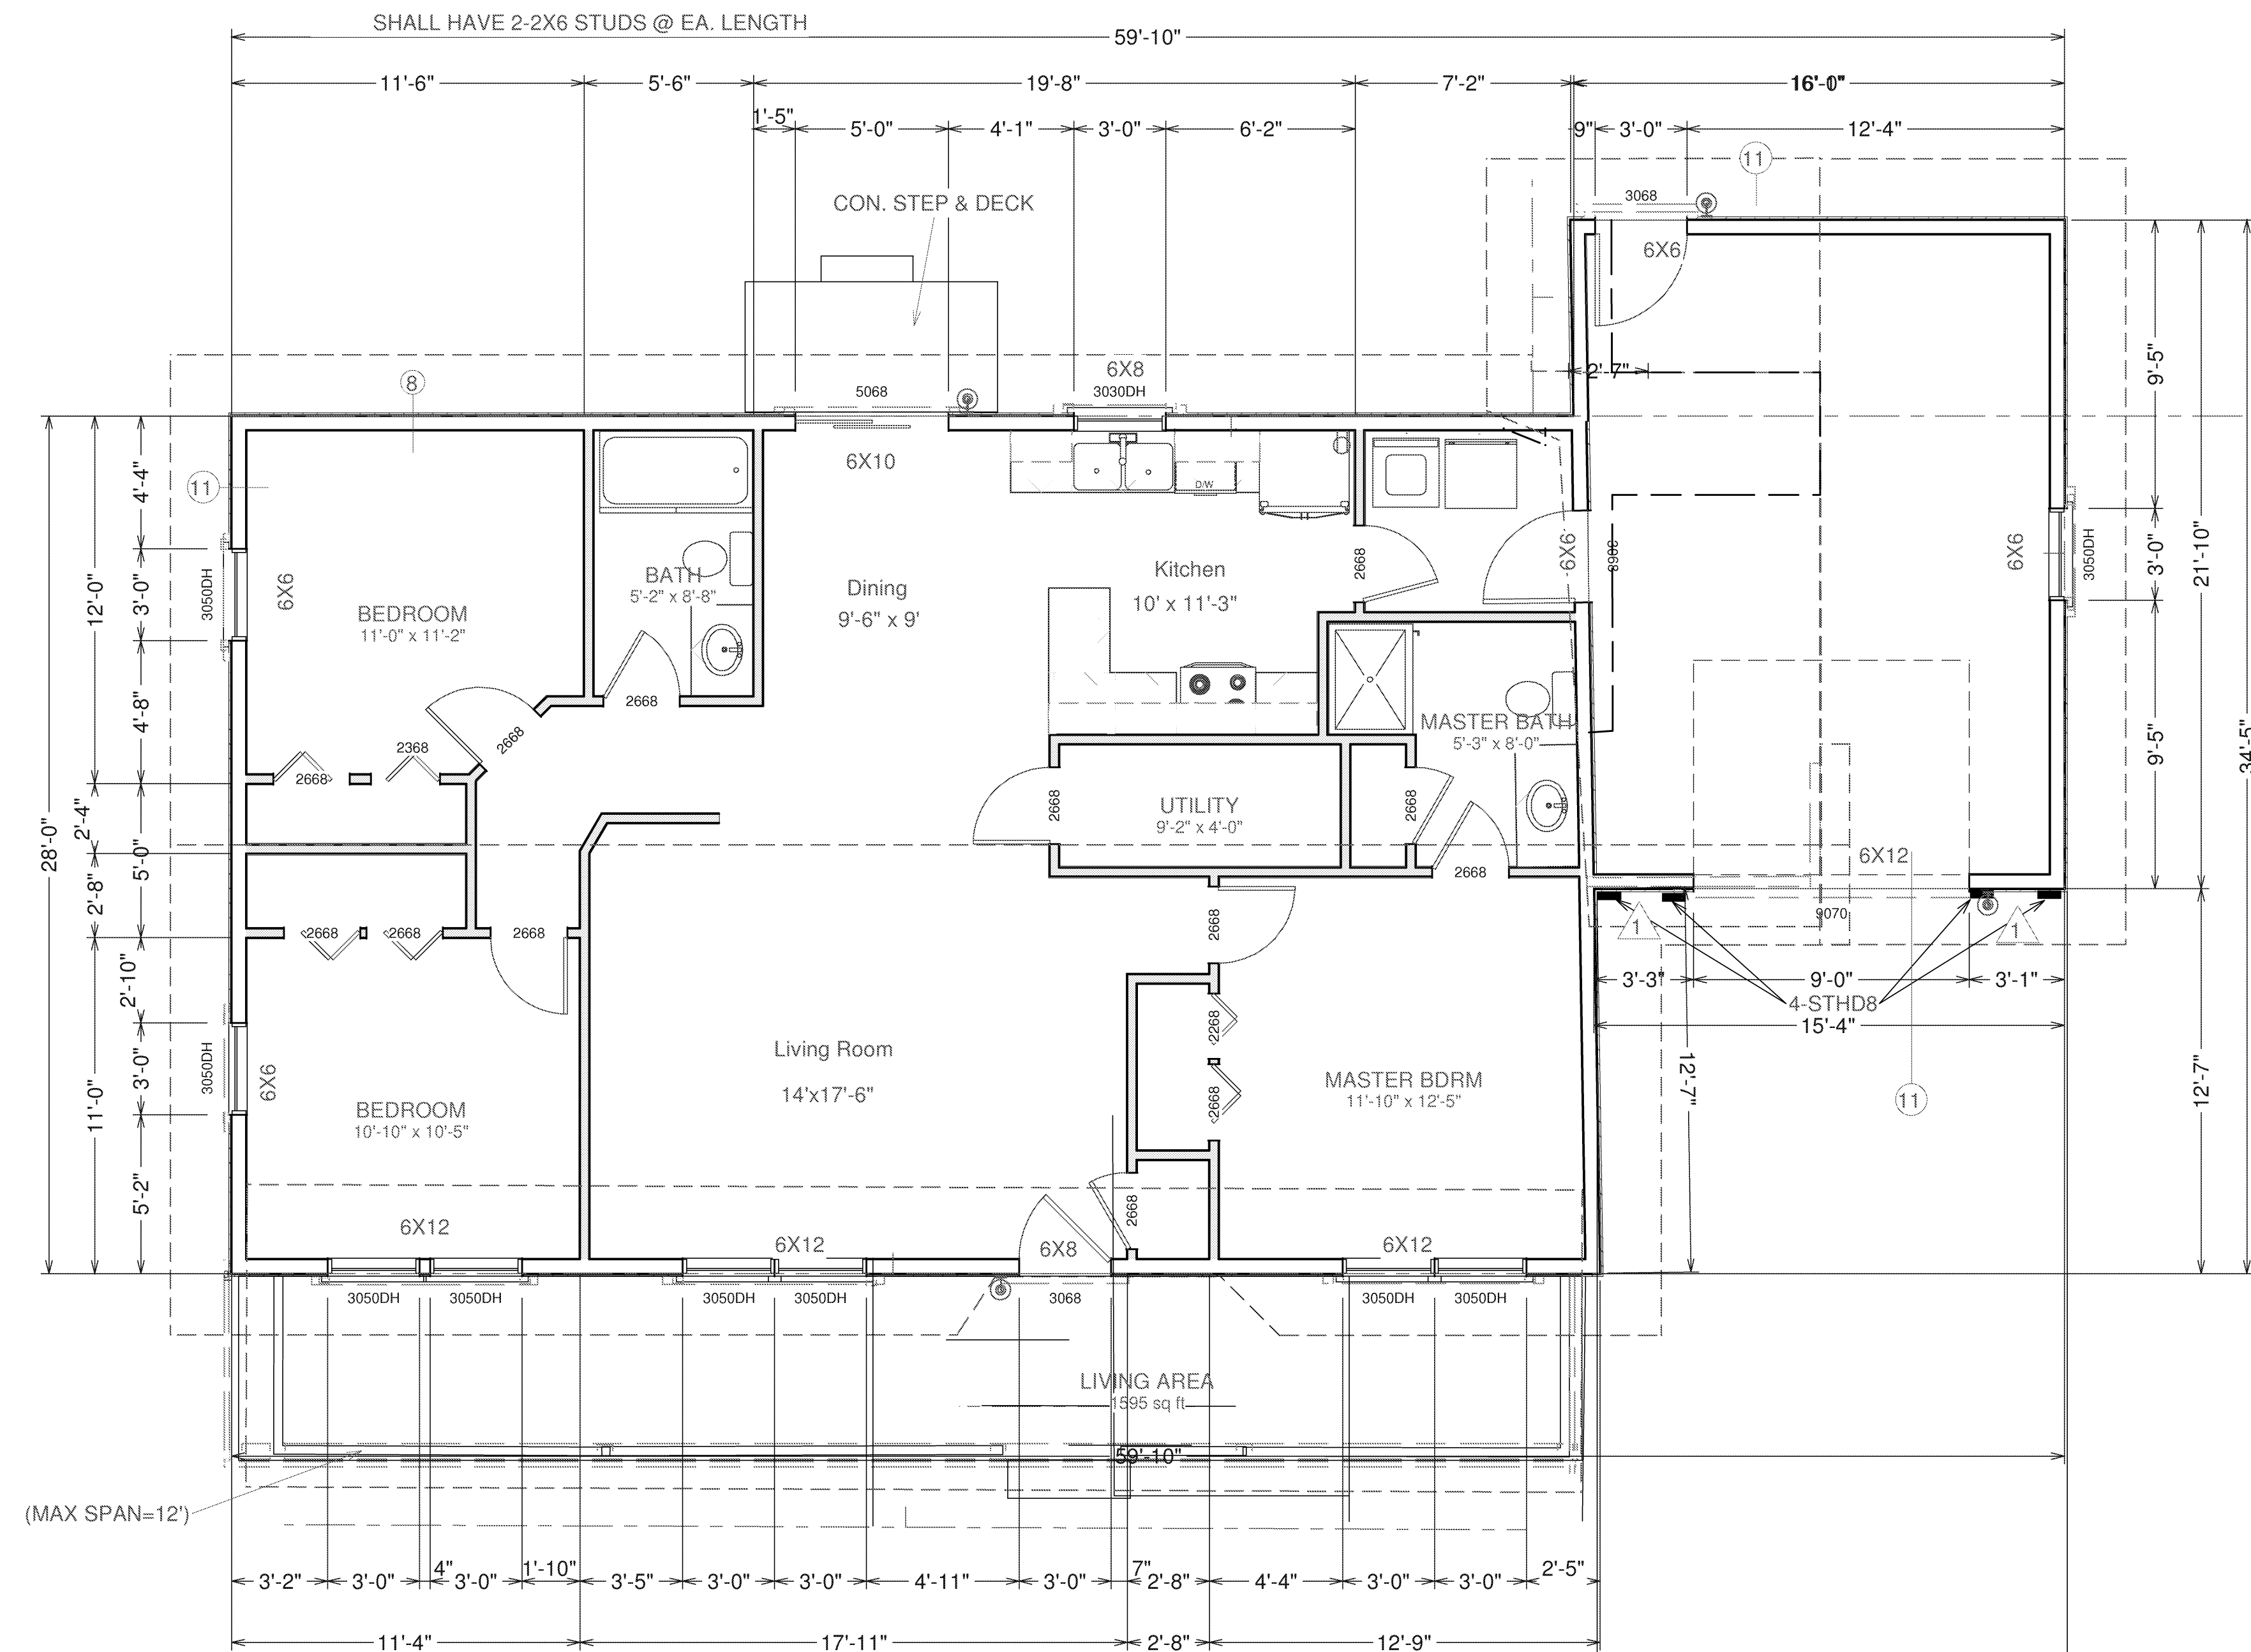 SHALL HAVE 2-2X6 STUDS @ EA. LENGTH
59'-10"
11'-6"
5'-6"
19'-8"
7'-2"
16'-0"
1'-5"
5'-0"
4'-1"
3'-0"
6'-2"
9"
3'-0"
12'-4"
11
3068
CON. STEP & DECK
6X6
6X8
3030DH
5068
8
2'-7"
9'-5"
6X10
11
4'-4"
D/W
6X6
3068
6X6
3050DH
3'-0"
21'-10"
34'-5"
2668
Kitchen
10' x 11'-3"
Dining
9'-6" x 9'
BATH
5'-2" x 8'-8"
BEDROOM
11'-0" x 11'-2"
6X6
3050DH
3'-0"
12'-0"
4'-8"
2668
2668
2368
2668
MASTER BATH
5'-3" x 8'-0"
9'-5"
UTILITY
9'-2" x 4'-0"
2668
2668
2668
28'-0"
2'-4"
5'-0"
2'-8"
6X12
9070
1
1
2668
2668
2668
2668
2'-10"
3'-3"
9'-0"
3'-1"
4-STHD8
15'-4"
2268
2668
Living Room
14'x17'-6"
MASTER BDRM
11'-10" x 12'-5"
12'-7"
12'-7"
11
3050DH
6X6
3'-0"
11'-0"
BEDROOM
10'-10" x 10'-5"
5'-2"
2668
6X12
6X12
6X8
6X12
3050DH
3050DH
3050DH
3050DH
3068
3050DH
3050DH
LIVING AREA
1595 sq ft
59'-10"
(MAX SPAN=12')
3'-2"
3'-0"
4"
3'-0"
1'-10"
3'-5"
3'-0"
3'-0"
4'-11"
3'-0"
7"
2'-8"
4'-4"
3'-0"
3'-0"
2'-5"
11'-4"
17'-11"
2'-8"
12'-9"